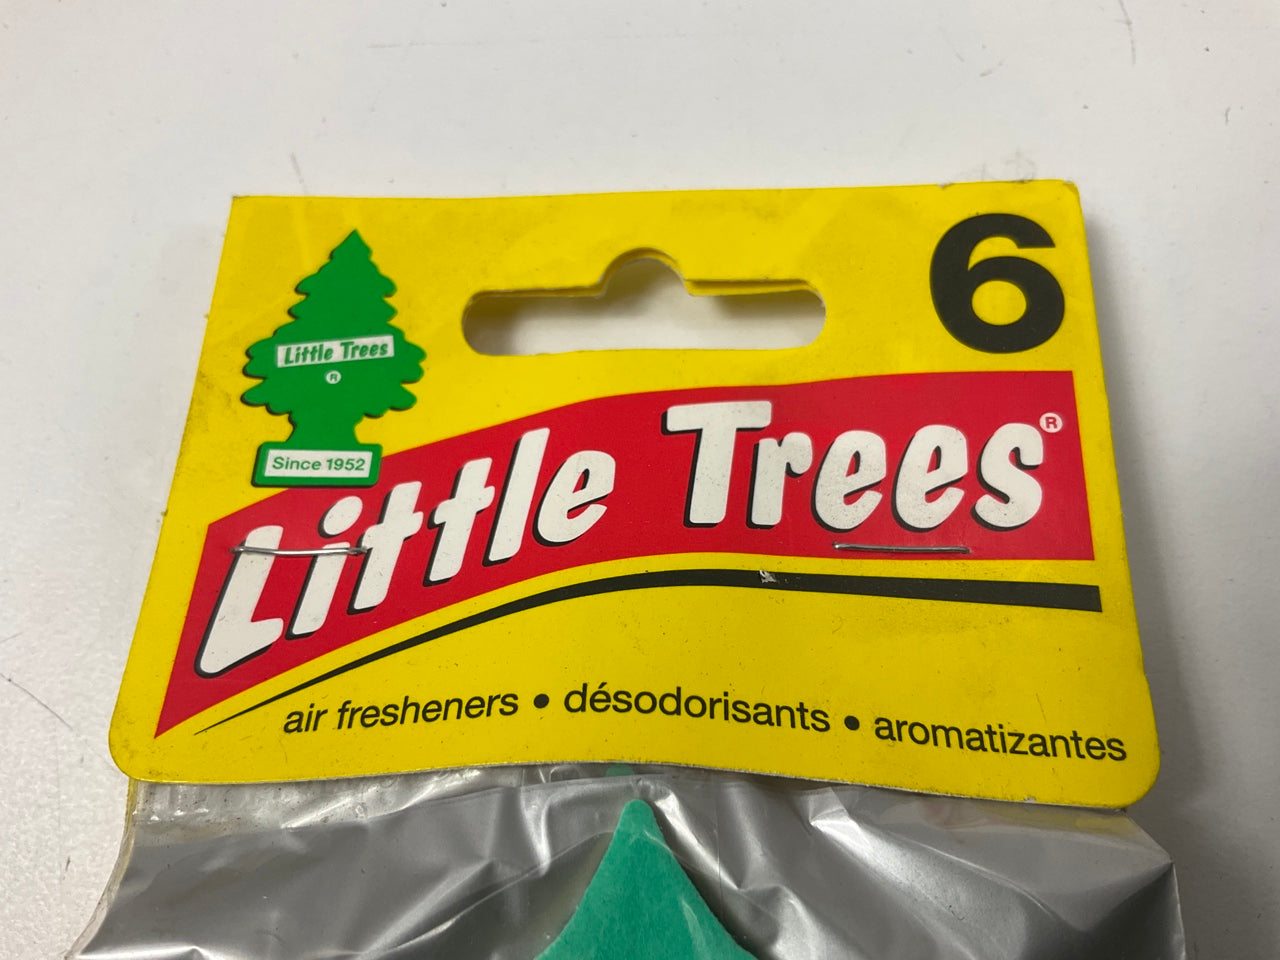 6
Little Trees
®
Since 1952
Little Trees®
air fresheners • désodorisants • aromatizantes